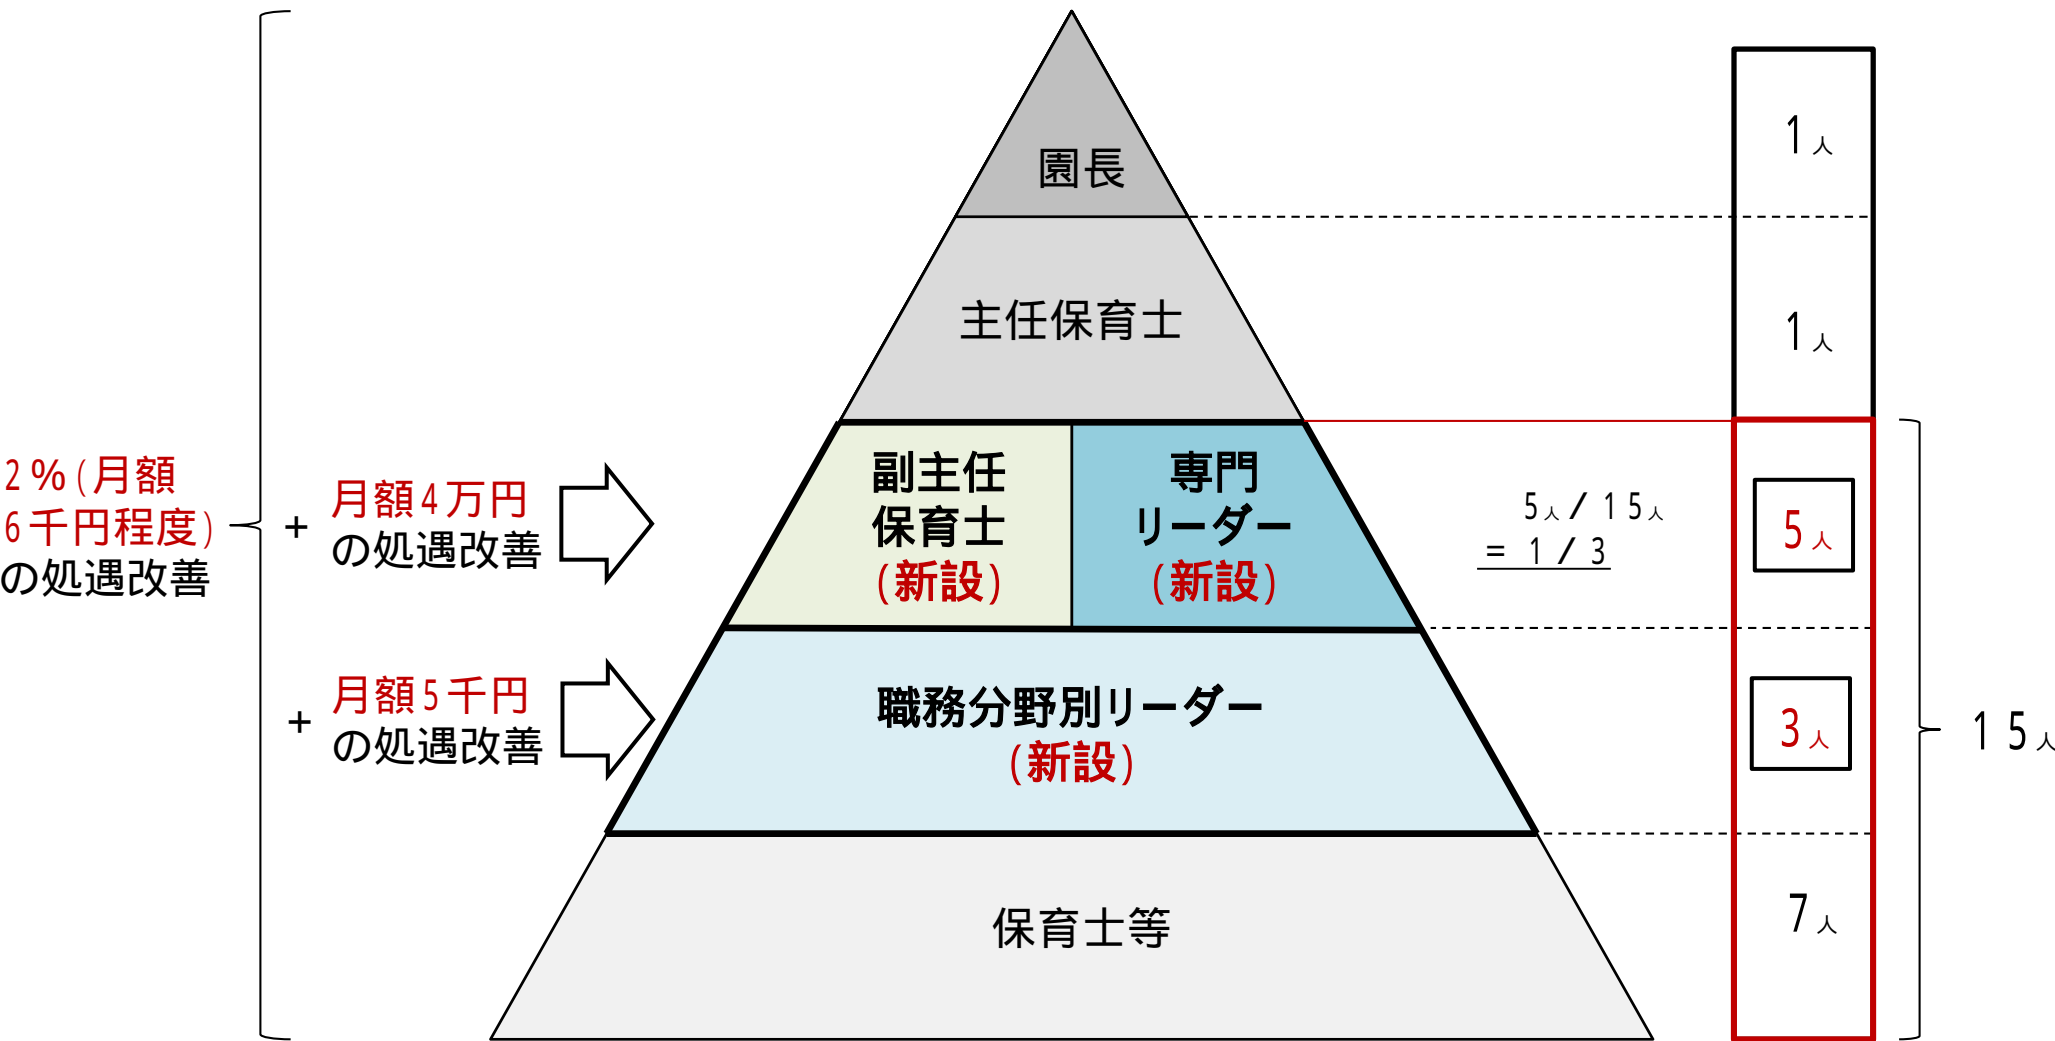 園長
主任保育士
副主任
保育士
(新設)
専門
リーダー
(新設)
職務分野別リーダー
(新設)
保育士等
2%(月額
6千円程度)
の処遇改善
+
月額4万円
の処遇改善
+
月額5千円
の処遇改善
1人
1人
5人/15人
=1/3
5人
3人
7人
15人